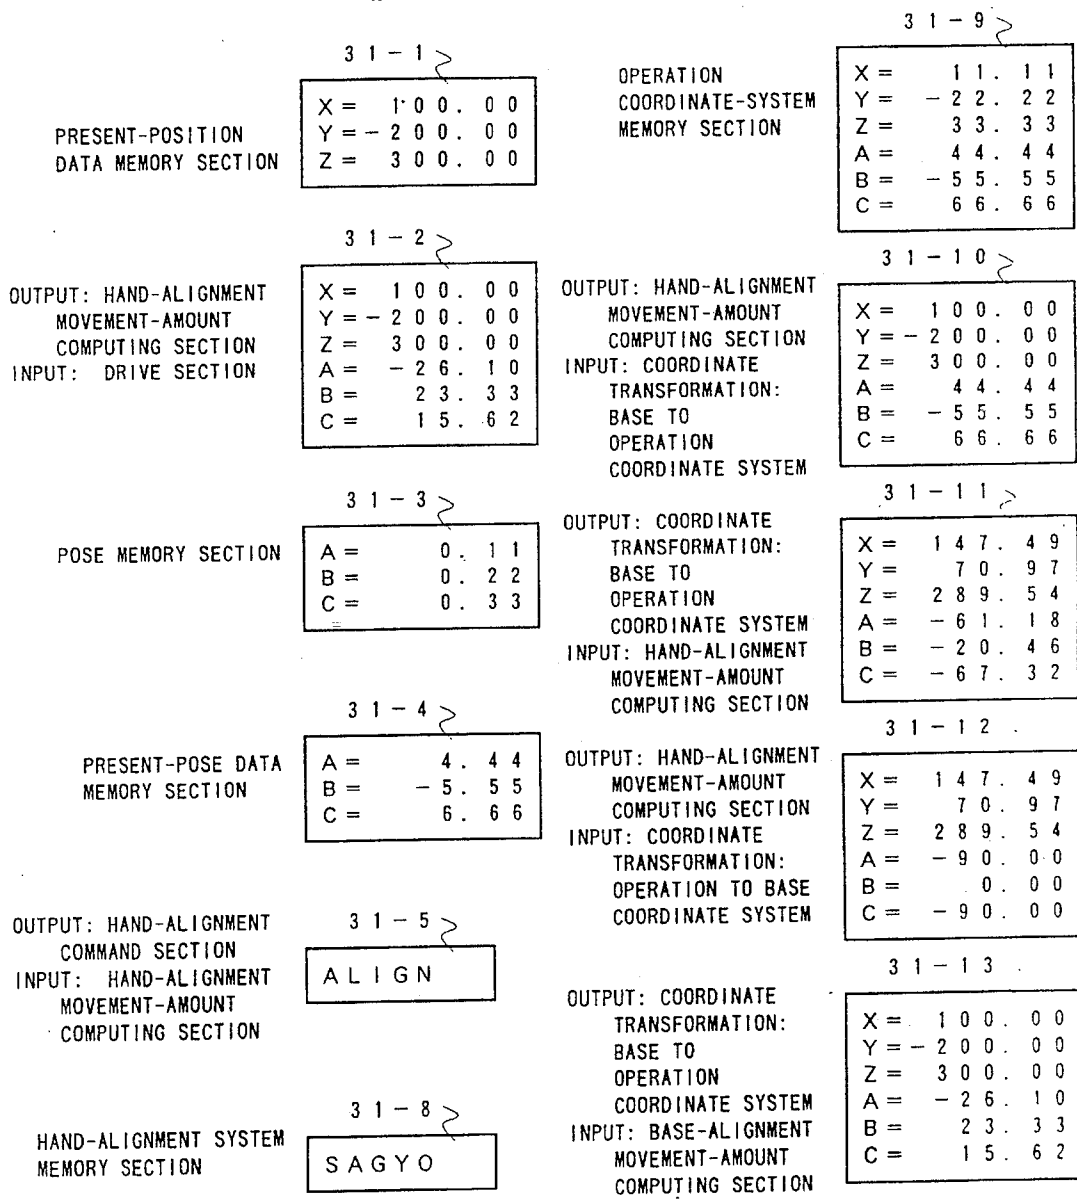 31-1
PRESENT-POSITION
DATA MEMORY SECTION
X = 100.00
Y = -200.00
Z = 300.00
31-2
OUTPUT: HAND-ALIGNMENT
MOVEMENT-AMOUNT
COMPUTING SECTION
INPUT: DRIVE SECTION
X = 100.00
Y = -200.00
Z = 300.00
A = -26.10
B = 23.33
C = 15.62
31-3
POSE MEMORY SECTION
A = 0.11
B = 0.22
C = 0.33
31-4
PRESENT-POSE DATA
MEMORY SECTION
A = 4.44
B = -5.55
C = 6.66
31-5
OUTPUT: HAND-ALIGNMENT
COMMAND SECTION
INPUT: HAND-ALIGNMENT
MOVEMENT-AMOUNT
COMPUTING SECTION
ALIGN
31-8
HAND-ALIGNMENT SYSTEM
MEMORY SECTION
SAGYO
31-9
OPERATION
COORDINATE-SYSTEM
MEMORY SECTION
X = 11.11
Y = -22.22
Z = 33.33
A = 44.44
B = -55.55
C = 66.66
31-10
OUTPUT: HAND-ALIGNMENT
MOVEMENT-AMOUNT
COMPUTING SECTION
INPUT: COORDINATE
TRANSFORMATION:
BASE TO
OPERATION
COORDINATE SYSTEM
X = 100.00
Y = -200.00
Z = 300.00
A = 44.44
B = -55.55
C = 66.66
31-11
OUTPUT: COORDINATE
TRANSFORMATION:
BASE TO
OPERATION
COORDINATE SYSTEM
INPUT: HAND-ALIGNMENT
MOVEMENT-AMOUNT
COMPUTING SECTION
X = 147.49
Y = 70.97
Z = 289.54
A = -61.18
B = -20.46
C = -67.32
31-12
OUTPUT: HAND-ALIGNMENT
MOVEMENT-AMOUNT
COMPUTING SECTION
INPUT: COORDINATE
TRANSFORMATION:
OPERATION TO BASE
COORDINATE SYSTEM
X = 147.49
Y = 70.97
Z = 289.54
A = -90.00
B = 0.00
C = -90.00
31-13
OUTPUT: COORDINATE
TRANSFORMATION:
BASE TO
OPERATION
COORDINATE SYSTEM
INPUT: BASE-ALIGNMENT
MOVEMENT-AMOUNT
COMPUTING SECTION
X = 100.00
Y = -200.00
Z = 300.00
A = -26.10
B = 23.33
C = 15.62